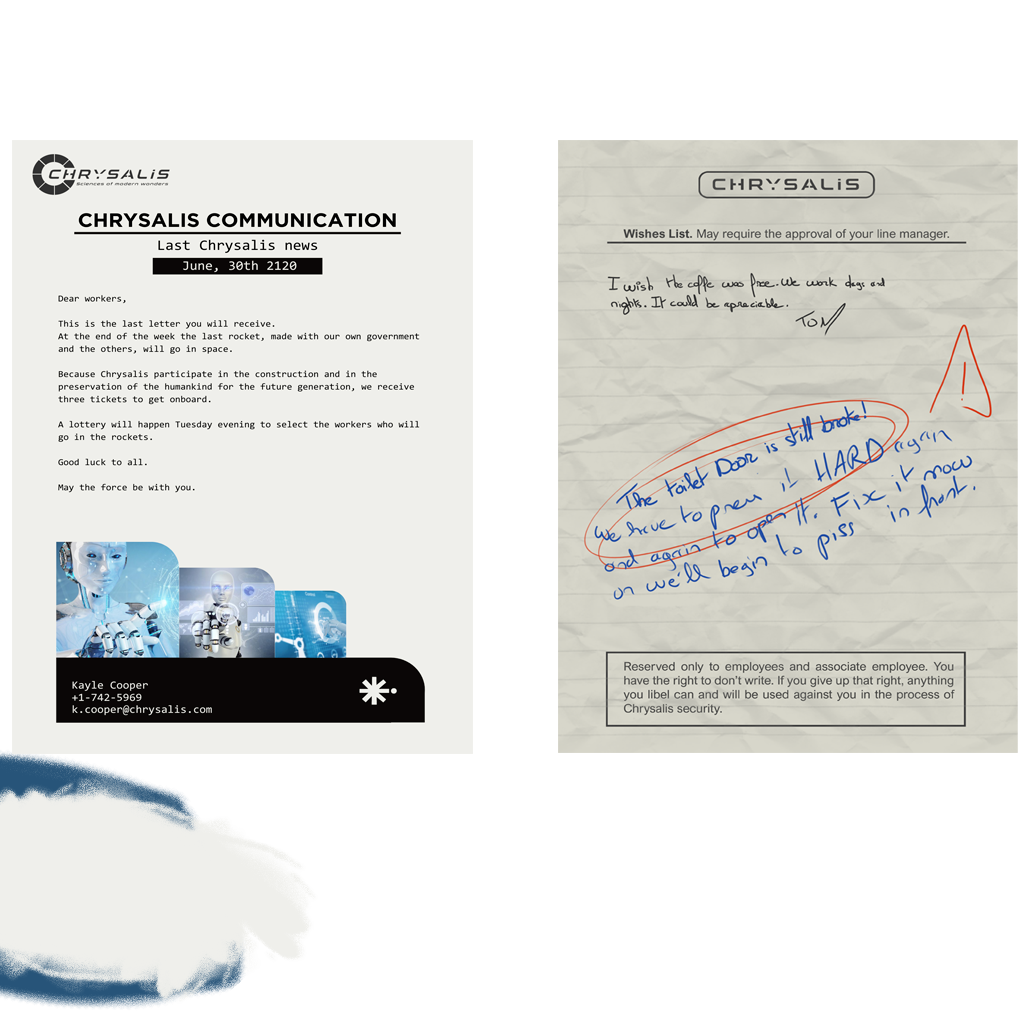 CHRYSALIS
Sciences of modern wonders
CHRYSALIS COMMUNICATION
Last Chrysalis news
June, 30th 2120
Dear workers,
This is the last letter you will receive.
At the end of the week the last rocket, made with our own government
and the others, will go in space.
Because Chrysalis participate in the construction and in the
preservation of the humankind for the future generation, we receive
three tickets to get onboard.
A lottery will happen Tuesday evening to select the workers who will
go in the rockets.
Good luck to all.
May the force be with you.
Kayle Cooper
+1-742-5969
k.cooper@chrysalis.com
CHRYSALIS
Wishes List. May require the approval of your line manager.
I wish the coffe was free. We work days and
nights. It could be apreciable.
TOM
!
The toilet Door is still broke!
we have to press it HARD again
and again to open it. Fix it now
or we'll begin to piss in front.
Reserved only to employees and associate employee. You
have the right to don't write. If you give up that right, anything
you libel can and will be used against you in the process of
Chrysalis security.